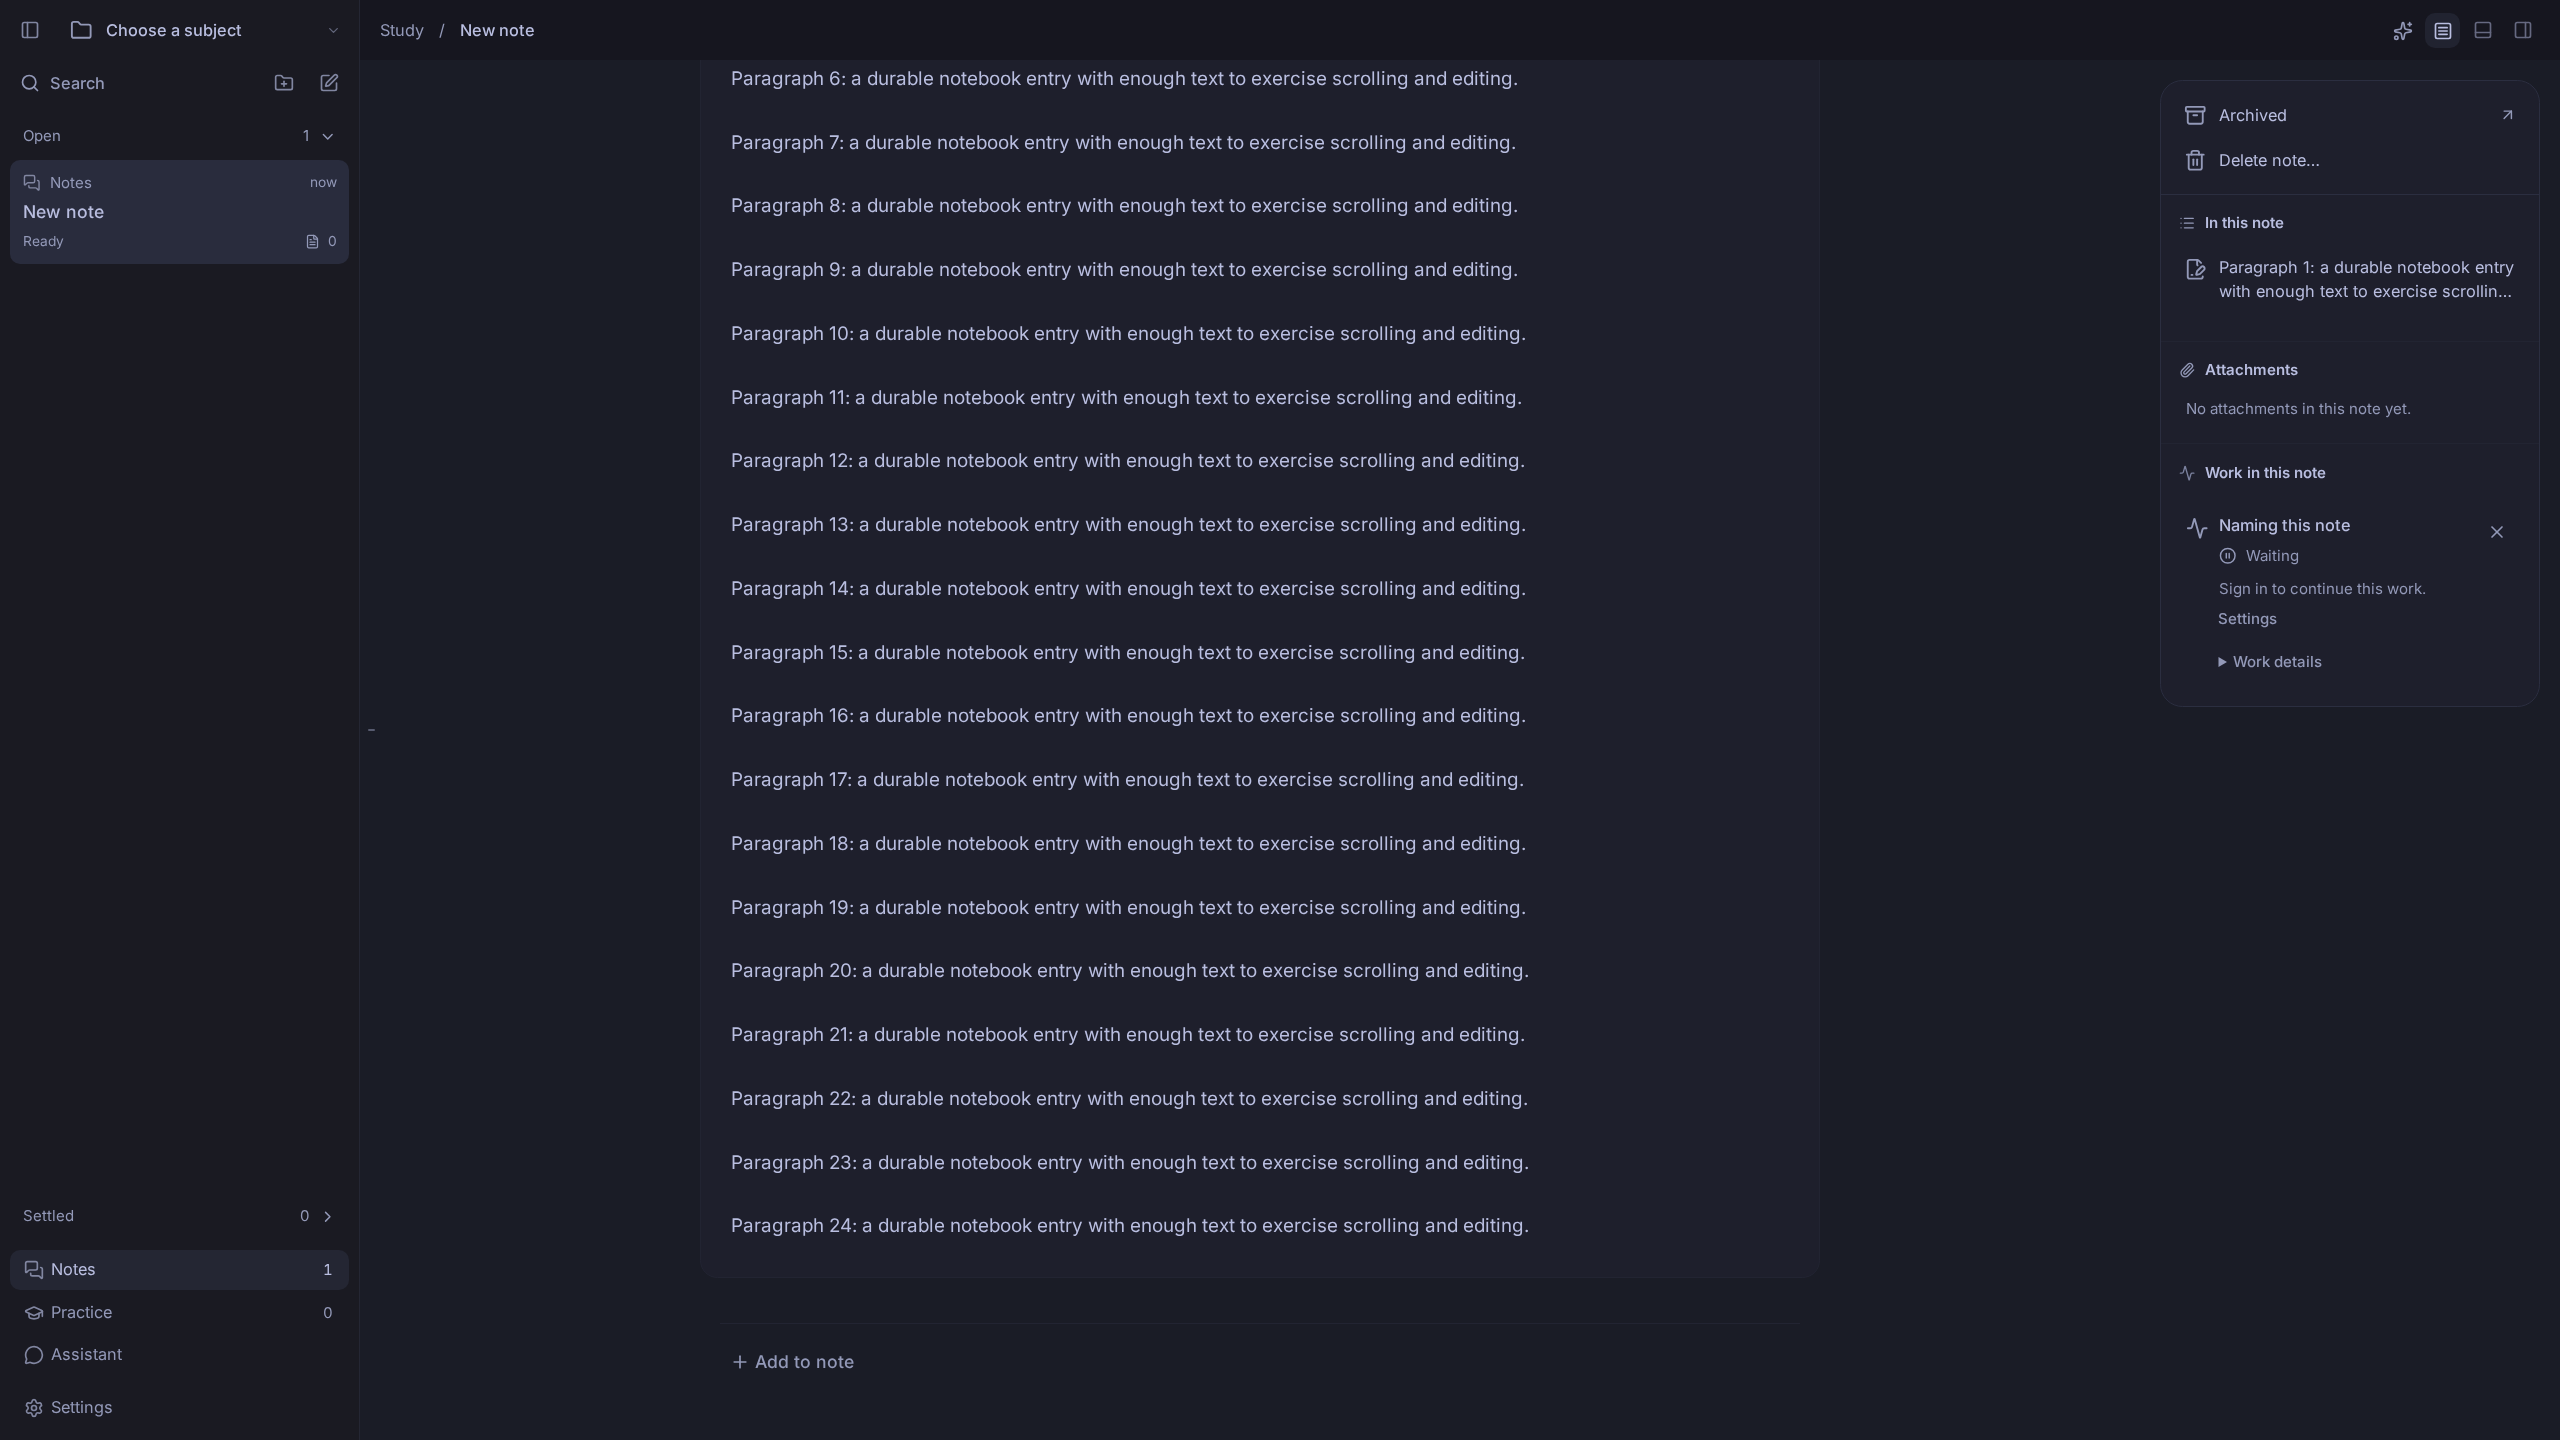 Choose a subject
Search
Open 1
Notes now
New note
Ready 0
Settled 0
Notes 1
Practice 0
Assistant
Settings
Study / New note
Paragraph 6: a durable notebook entry with enough text to exercise scrolling and editing.
Paragraph 7: a durable notebook entry with enough text to exercise scrolling and editing.
Paragraph 8: a durable notebook entry with enough text to exercise scrolling and editing.
Paragraph 9: a durable notebook entry with enough text to exercise scrolling and editing.
Paragraph 10: a durable notebook entry with enough text to exercise scrolling and editing.
Paragraph 11: a durable notebook entry with enough text to exercise scrolling and editing.
Paragraph 12: a durable notebook entry with enough text to exercise scrolling and editing.
Paragraph 13: a durable notebook entry with enough text to exercise scrolling and editing.
Paragraph 14: a durable notebook entry with enough text to exercise scrolling and editing.
Paragraph 15: a durable notebook entry with enough text to exercise scrolling and editing.
Paragraph 16: a durable notebook entry with enough text to exercise scrolling and editing.
Paragraph 17: a durable notebook entry with enough text to exercise scrolling and editing.
Paragraph 18: a durable notebook entry with enough text to exercise scrolling and editing.
Paragraph 19: a durable notebook entry with enough text to exercise scrolling and editing.
Paragraph 20: a durable notebook entry with enough text to exercise scrolling and editing.
Paragraph 21: a durable notebook entry with enough text to exercise scrolling and editing.
Paragraph 22: a durable notebook entry with enough text to exercise scrolling and editing.
Paragraph 23: a durable notebook entry with enough text to exercise scrolling and editing.
Paragraph 24: a durable notebook entry with enough text to exercise scrolling and editing.
Add to note
Archived
Delete note...
In this note
Paragraph 1: a durable notebook entry
with enough text to exercise scrollin...
Attachments
No attachments in this note yet.
Work in this note
Naming this note
Waiting
Sign in to continue this work.
Settings
Work details